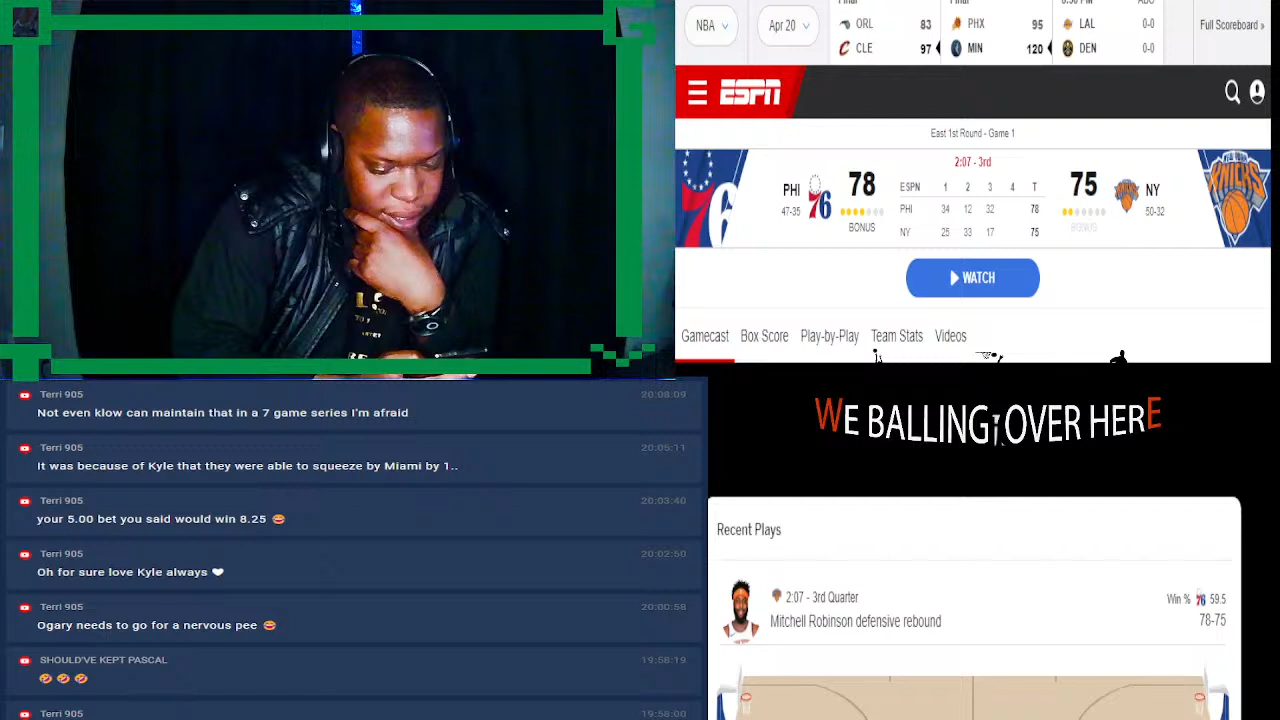 NBA
Apr 20
ORL 83
CLE 97
PHX 95
MIN 120
LAL 0-0
DEN 0-0
Full Scoreboard »
ESPN
East 1st Round - Game 1
2:07 - 3rd
PHI 78
47-35
BONUS
ESPN 1 2 3 4 T
PHI 34 12 32 78
NY 25 33 17 75
75 NY
50-32
BONUS
KNICKS
WATCH
Gamecast Box Score Play-by-Play Team Stats Videos
WE BALLING OVER HERE
Recent Plays
2:07 - 3rd Quarter
Mitchell Robinson defensive rebound
Win % 59.5
78-75
Terri 905 20:08:09
Not even klow can maintain that in a 7 game series I'm afraid
Terri 905 20:05:11
It was because of Kyle that they were able to squeeze by Miami by 1..
Terri 905 20:03:40
your 5.00 bet you said would win 8.25
Terri 905 20:02:50
Oh for sure love Kyle always
Terri 905 20:00:58
Ogary needs to go for a nervous pee
SHOULD'VE KEPT PASCAL 19:58:19
Terri 905 19:58:00